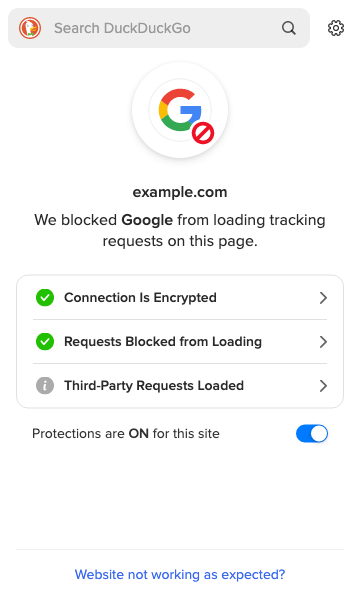 Search DuckDuckGo
example.com
We blocked Google from loading tracking
requests on this page.
Connection Is Encrypted
Requests Blocked from Loading
Third-Party Requests Loaded
Protections are ON for this site
Website not working as expected?